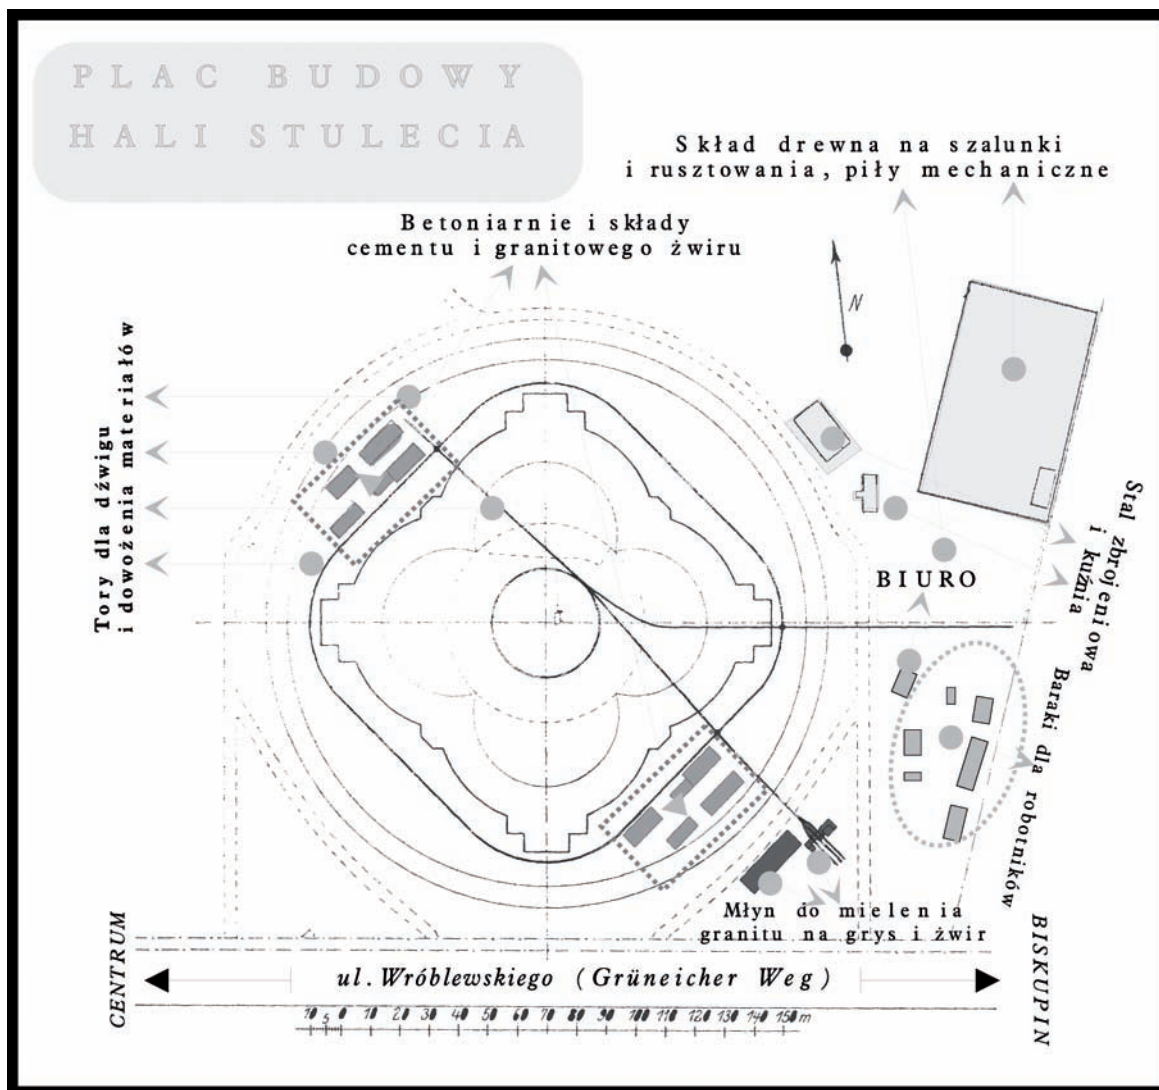 PLAC BUDOWY
HALI STULECIA
Skład drewna na szalunki
i rusztowania, piły mechaniczne
Betoniarnie i składy
cementu i granitowego żwiru
N
Tory dla dźwigu
i dowożenia materiałów
Stal zbrojeniowa
i kuźnia
BIURO
Baraki dla robotników
Młyn do mielenia
granitu na grys i żwir
CENTRUM
ul. Wróblewskiego (Grüneicher Weg)
BISKUPIN
10 5 0 10 20 30 40 50 60 70 80 90 100 110 120 130 140 150 m